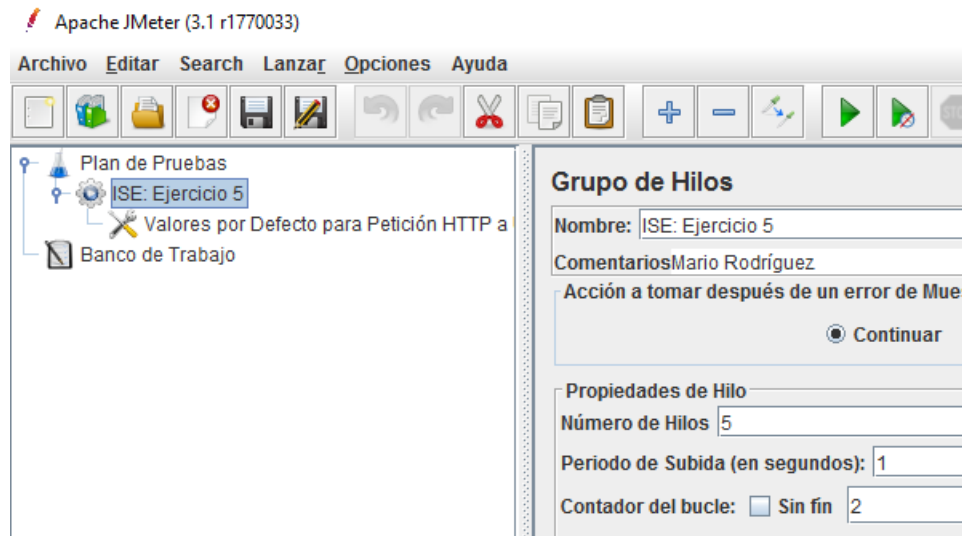 Apache JMeter (3.1 r1770033)
Archivo Editar Search Lanzar Opciones Ayuda
Plan de Pruebas
ISE: Ejercicio 5
Valores por Defecto para Petición HTTP a
Banco de Trabajo
Grupo de Hilos
Nombre: ISE: Ejercicio 5
Comentarios Mario Rodríguez
Acción a tomar después de un error de Mue
Continuar
Propiedades de Hilo
Número de Hilos 5
Periodo de Subida (en segundos): 1
Contador del bucle: Sin fin 2